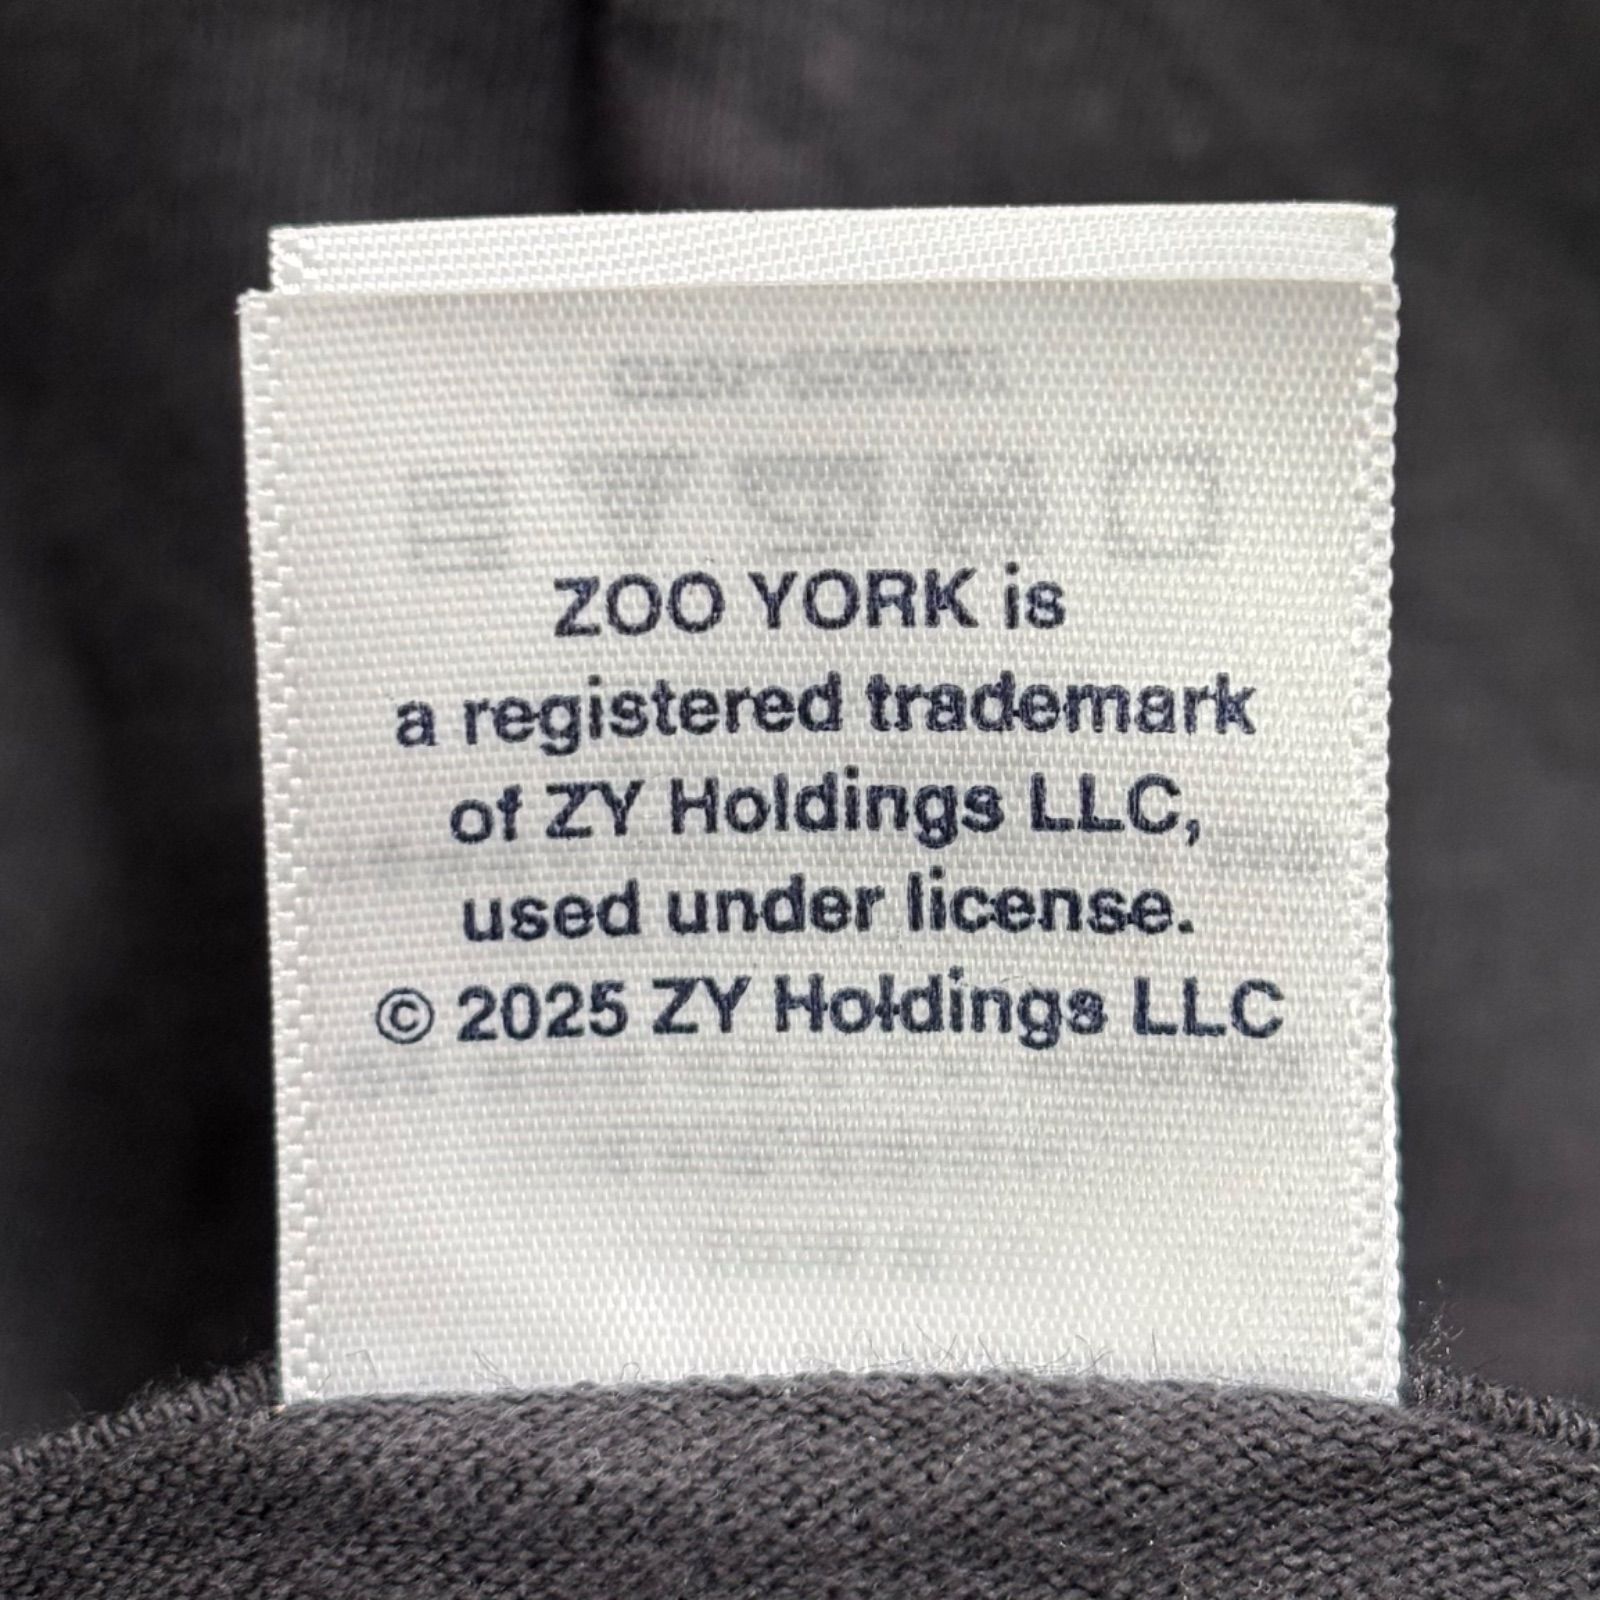 ZOO YORK is
a registered trademark
of ZY Holdings LLC,
used under license.
© 2025 ZY Holdings LLC